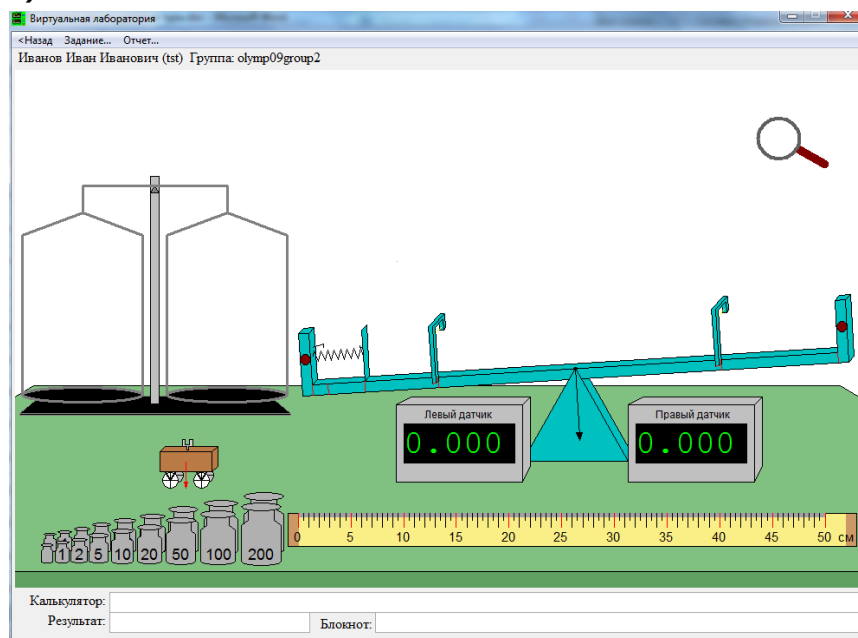 Виртуальная лаборатория
<Назад Задание... Отчет...
Иванов Иван Иванович (tst) Группа: olymp09group2
Левый датчик
0.000
Правый датчик
0.000
1 2 5 10 20 50 100 200
0 5 10 15 20 25 30 35 40 45 50 см
Калькулятор:
Результат: Блокнот: